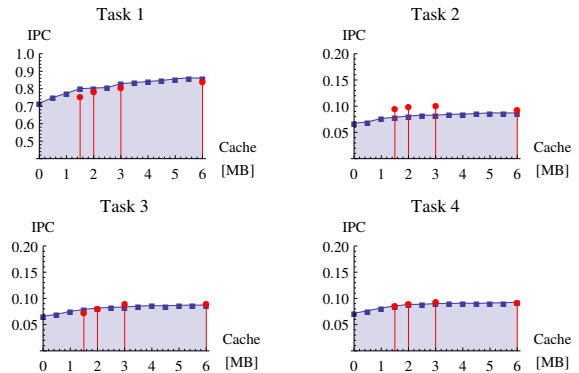 Task 1
IPC
1.0
0.9
0.8
0.7
0.6
0.5
Cache
[MB]
0 1 2 3 4 5 6
Task 2
IPC
0.20
0.15
0.10
0.05
Cache
[MB]
0 1 2 3 4 5 6
Task 3
IPC
0.20
0.15
0.10
0.05
Cache
[MB]
0 1 2 3 4 5 6
Task 4
IPC
0.20
0.15
0.10
0.05
Cache
[MB]
0 1 2 3 4 5 6